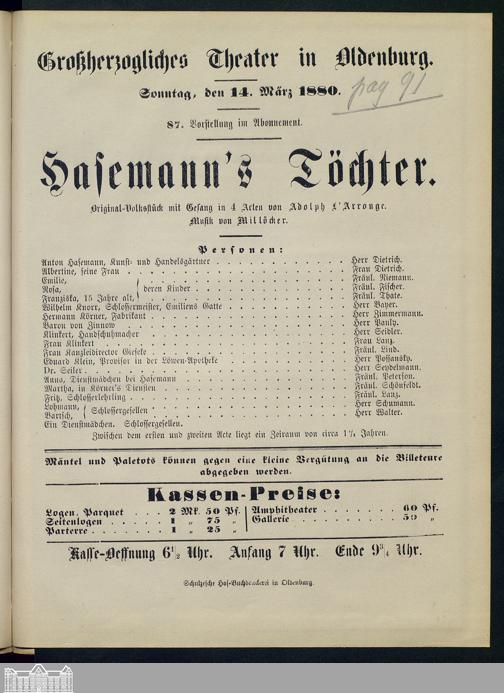 Großherzogliches Theater in Oldenburg.
Sonntag, den 14. März 1880.
pag 91
87. Vorstellung im Abonnement.
Hasemann's Töchter.
Original-Volksstück mit Gesang in 4 Acten von Adolph L'Arronge.
Musik von Millöcker.
Personen:
Anton Hasemann, Kunst- und Handelsgärtner . . . Herr Dietrich.
Albertine, seine Frau . . . Frau Dietrich.
Emilie, . . . Fräul. Niemann.
Rosa, } deren Kinder . . . Fräul. Fischer.
Franziska, 15 Jahre alt, . . . Fräul. Thate.
Wilhelm Knorr, Schlossermeister, Emiliens Gatte . . . Herr Bayer.
Hermann Körner, Fabrikant . . . Herr Zimmermann.
Baron von Zinnow . . . Herr Pauly.
Klinkert, Handschuhmacher . . . Herr Seidler.
Frau Klinkert . . . Frau Lanz.
Frau Kanzleidirector Gieseke . . . Fräul. Lind.
Eduard Klein, Provisor in der Löwen-Apotheke . . . Herr Possansky.
Dr. Seiler . . . Herr Seydelmann.
Anna, Dienstmädchen bei Hasemann . . . Fräul. Peterson.
Martha, in Körner's Diensten . . . Fräul. Schönfeldt.
Fritz, Schlosserlehrling . . . Fräul. Lanz.
Lohmann, } Schlossergesellen . . . Herr Schumann.
Bartsch, . . . Herr Walter.
Ein Dienstmädchen. Schlossergesellen.
Zwischen dem ersten und zweiten Acte liegt ein Zeitraum von circa 1½ Jahren.
Mäntel und Paletots können gegen eine kleine Vergütung an die Billeteure
abgegeben werden.
Kassen-Preise:
Logen, Parquet . . . 2 Mk. 50 Pf. | Amphitheater . . . 60 Pf.
Seitenlogen . . . 1 „ 75 „ | Gallerie . . . 50 „
Parterre . . . 1 „ 25 „
Kasse-Oeffnung 6½ Uhr. Anfang 7 Uhr. Ende 9¾ Uhr.
Schulzesche Hof-Buchdruckerei in Oldenburg.